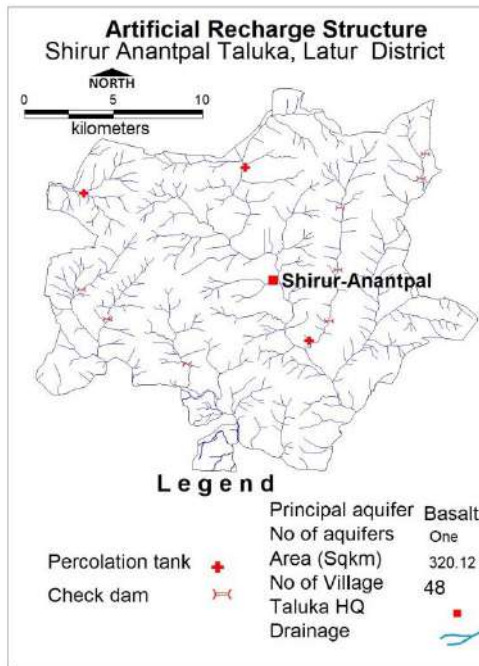 Artificial Recharge Structure
Shirur Anantpal Taluka, Latur District
NORTH
0 5 10
kilometers
Shirur-Anantpal
Legend
Percolation tank
Check dam
Principal aquifer Basalt
No of aquifers One
Area (Sqkm) 320.12
No of Village 48
Taluka HQ
Drainage